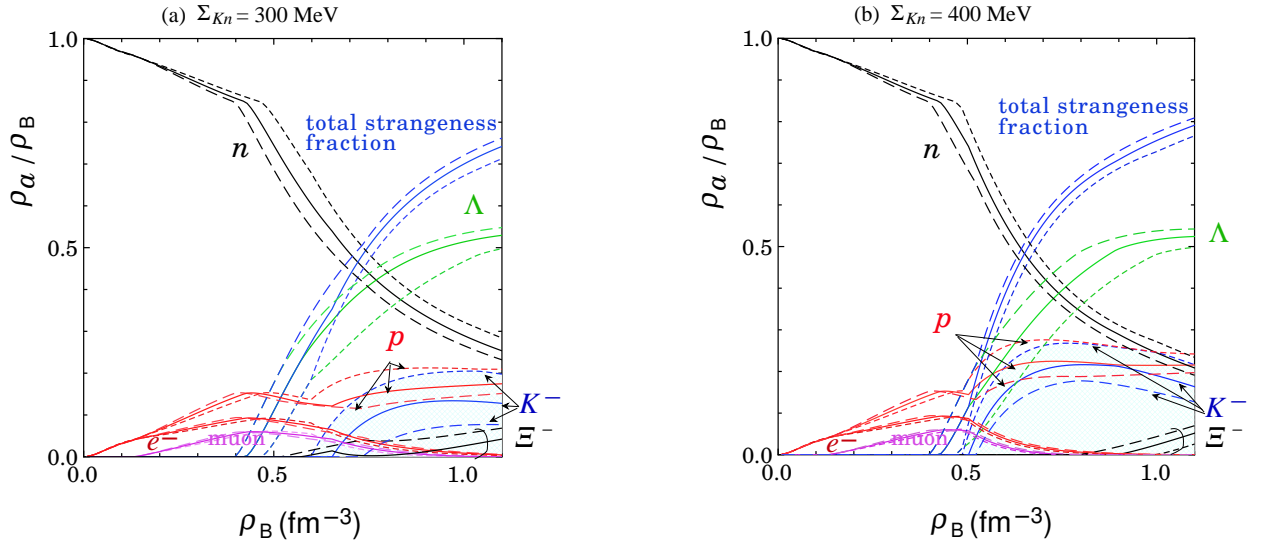 (a) Σ_Kn = 300 MeV
1.0
0.5
0.0
ρ_α / ρ_B
total strangeness
fraction
n
Λ
p
K⁻
Ξ⁻
e⁻
muon
0.0
0.5
1.0
ρ_B (fm⁻³)
(b) Σ_Kn = 400 MeV
1.0
0.5
0.0
ρ_α / ρ_B
total strangeness
fraction
n
Λ
p
K⁻
Ξ⁻
e⁻
muon
0.0
0.5
1.0
ρ_B (fm⁻³)